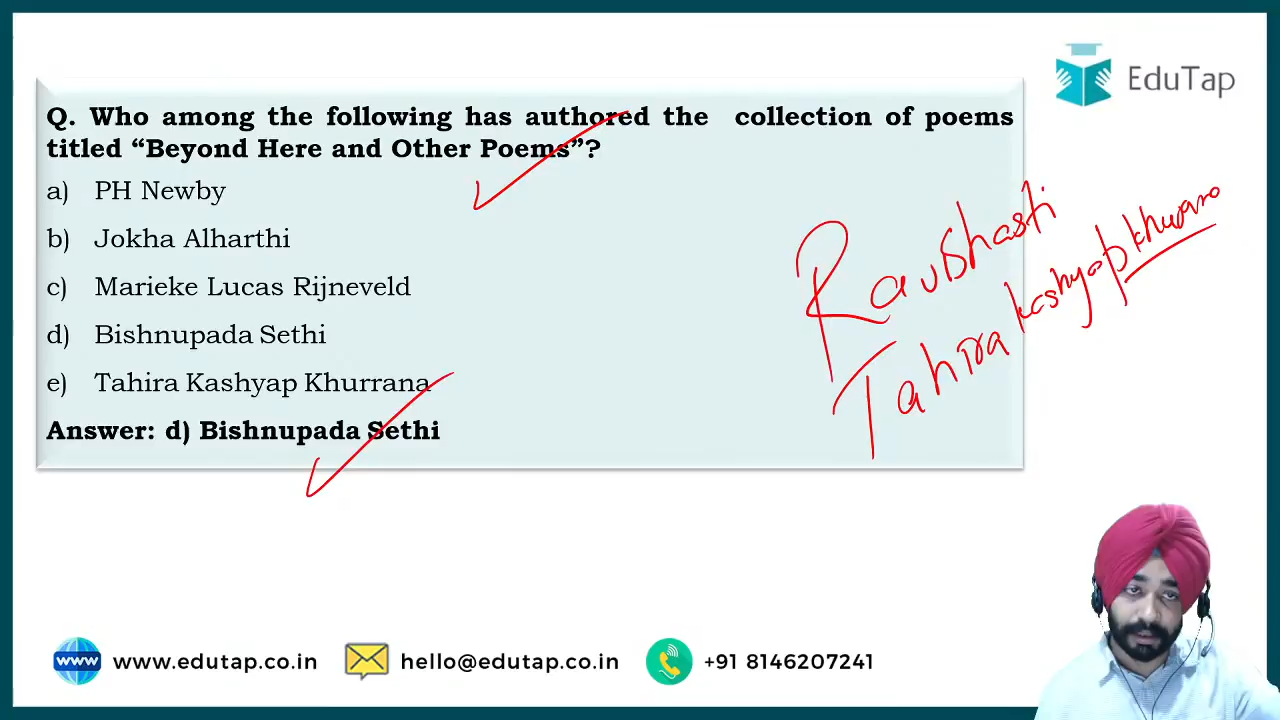 EduTap
Q. Who among the following has authored the collection of poems
titled “Beyond Here and Other Poems”?
a) PH Newby
b) Jokha Alharthi
c) Marieke Lucas Rijneveld
d) Bishnupada Sethi
e) Tahira Kashyap Khurrana
Answer: d) Bishnupada Sethi
Tahira Kashyap
www.edutap.co.in
hello@edutap.co.in
+91 8146207241